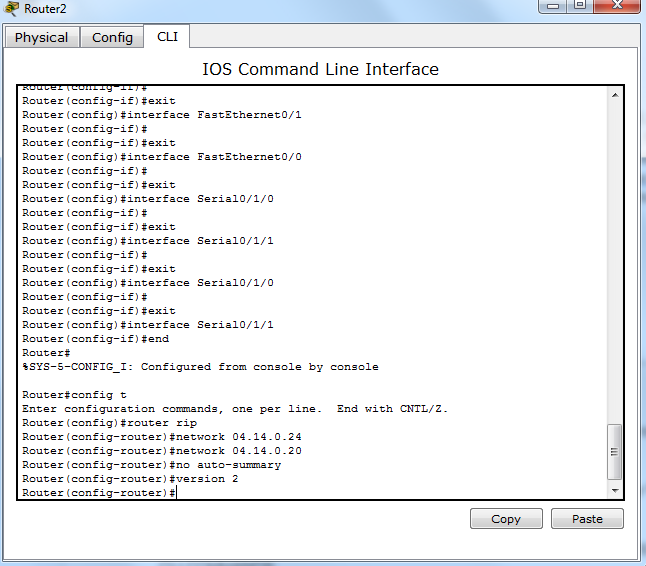 Router2
Physical Config CLI
IOS Command Line Interface
Router(config-if)#
Router(config-if)#exit
Router(config)#interface FastEthernet0/1
Router(config-if)#
Router(config-if)#exit
Router(config)#interface FastEthernet0/0
Router(config-if)#
Router(config-if)#exit
Router(config)#interface Serial0/1/0
Router(config-if)#
Router(config-if)#exit
Router(config)#interface Serial0/1/1
Router(config-if)#
Router(config-if)#exit
Router(config)#interface Serial0/1/0
Router(config-if)#
Router(config-if)#exit
Router(config)#interface Serial0/1/1
Router(config-if)#end
Router#
%SYS-5-CONFIG_I: Configured from console by console
Router#config t
Enter configuration commands, one per line.  End with CNTL/Z.
Router(config)#router rip
Router(config-router)#network 04.14.0.24
Router(config-router)#network 04.14.0.20
Router(config-router)#no auto-summary
Router(config-router)#version 2
Router(config-router)#
Copy Paste